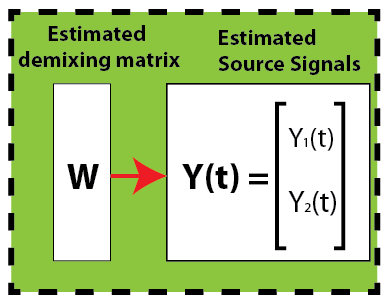 Estimated
demixing matrix
Estimated
Source Signals
W
Y(t) =
Y₁(t)
Y₂(t)